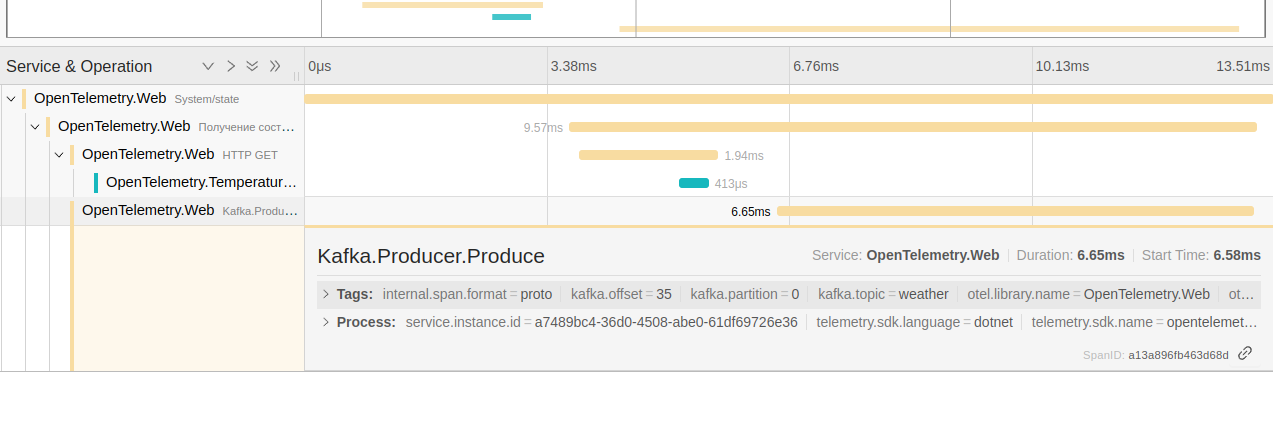 Service & Operation 0μs 3.38ms 6.76ms 10.13ms 13.51ms
OpenTelemetry.Web System/state
OpenTelemetry.Web Получение сост… 9.57ms
OpenTelemetry.Web HTTP GET 1.94ms
OpenTelemetry.Temperatur… 413μs
OpenTelemetry.Web Kafka.Produ… 6.65ms
Kafka.Producer.Produce Service: OpenTelemetry.Web Duration: 6.65ms Start Time: 6.58ms
Tags: internal.span.format = proto kafka.offset = 35 kafka.partition = 0 kafka.topic = weather otel.library.name = OpenTelemetry.Web ot…
Process: service.instance.id = a7489bc4-36d0-4508-abe0-61df69726e36 telemetry.sdk.language = dotnet telemetry.sdk.name = opentelemet…
SpanID: a13a896fb463d68d